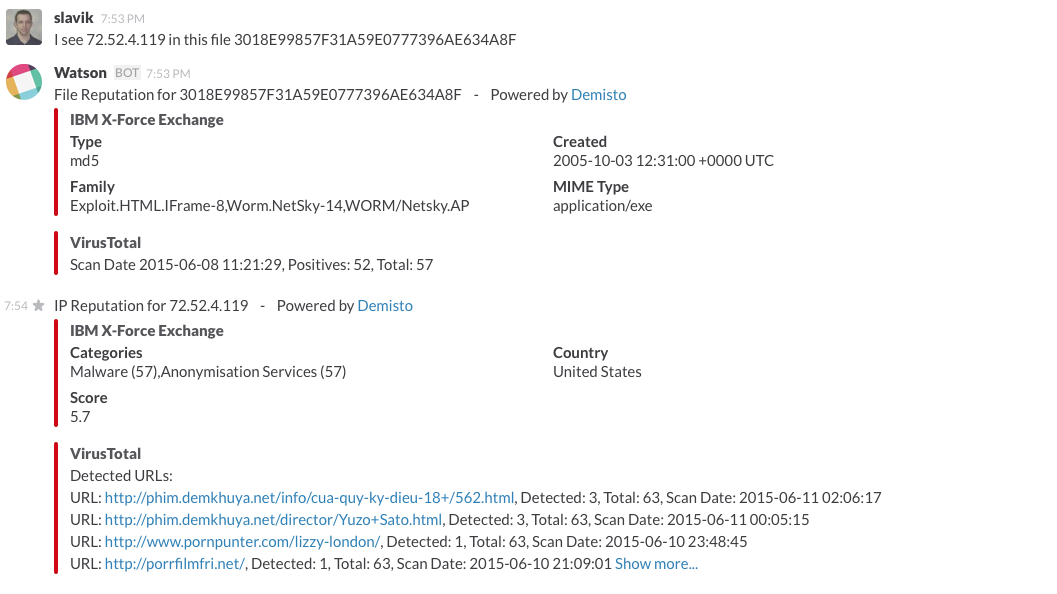 slavik 7:53 PM
I see 72.52.4.119 in this file 3018E99857F31A59E0777396AE634A8F
Watson BOT 7:53 PM
File Reputation for 3018E99857F31A59E0777396AE634A8F - Powered by Demisto
IBM X-Force Exchange
Type Created
md5 2005-10-03 12:31:00 +0000 UTC
Family MIME Type
Exploit.HTML.IFrame-8,Worm.NetSky-14,WORM/Netsky.AP application/exe
VirusTotal
Scan Date 2015-06-08 11:21:29, Positives: 52, Total: 57
7:54 IP Reputation for 72.52.4.119 - Powered by Demisto
IBM X-Force Exchange
Categories Country
Malware (57),Anonymisation Services (57) United States
Score
5.7
VirusTotal
Detected URLs:
URL: http://phim.demkhuya.net/info/cua-quy-ky-dieu-18+/562.html, Detected: 3, Total: 63, Scan Date: 2015-06-11 02:06:17
URL: http://phim.demkhuya.net/director/Yuzo+Sato.html, Detected: 3, Total: 63, Scan Date: 2015-06-11 00:05:15
URL: http://www.pornpunter.com/lizzy-london/, Detected: 1, Total: 63, Scan Date: 2015-06-10 23:48:45
URL: http://porrfilmfri.net/, Detected: 1, Total: 63, Scan Date: 2015-06-10 21:09:01 Show more...